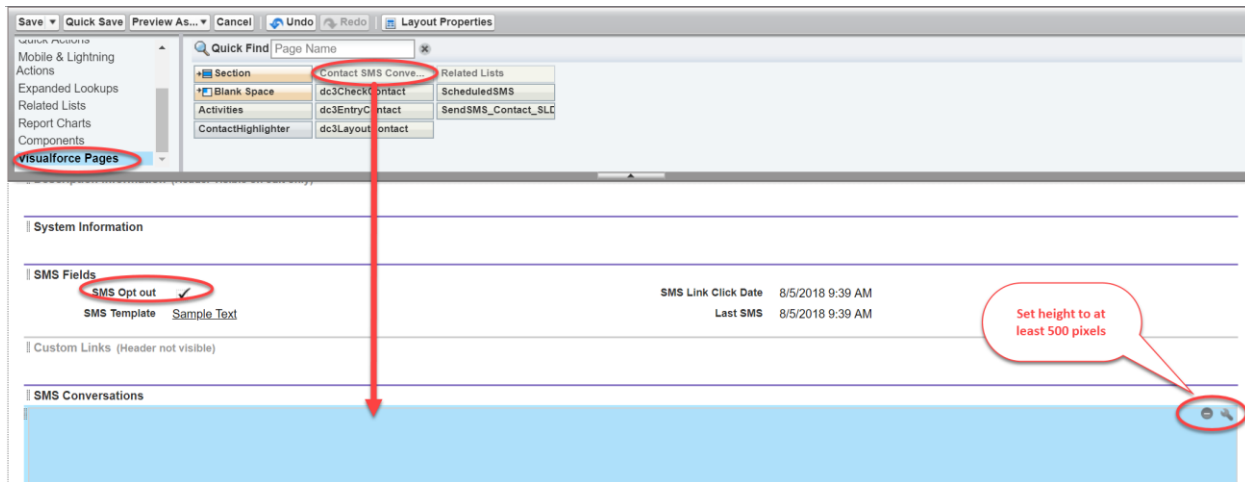 Save Quick Save Preview As... Cancel Undo Redo Layout Properties
Quick Actions
Mobile & Lightning
Actions
Expanded Lookups
Related Lists
Report Charts
Components
Visualforce Pages
Quick Find Page Name
Section Contact SMS Conve... Related Lists
Blank Space dc3CheckContact ScheduledSMS
Activities dc3EntryContact SendSMS_Contact_SLD
ContactHighlighter dc3LayoutContact
System Information
SMS Fields
SMS Opt out ✓ SMS Link Click Date 8/5/2018 9:39 AM
SMS Template Sample Text Last SMS 8/5/2018 9:39 AM
Set height to at
least 500 pixels
Custom Links (Header not visible)
SMS Conversations